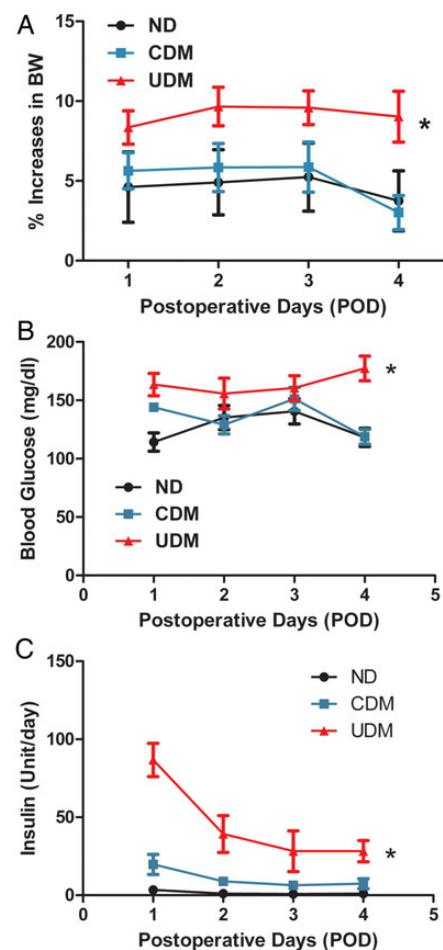 A
15
ND
CDM
UDM
10
*
5
0
% Increases in BW
1 2 3 4
Postoperative Days (POD)
B
200
*
150
100
ND
CDM
UDM
50
0
Blood Glucose (mg/dl)
0 1 2 3 4 5
Postoperative Days (POD)
C
150
ND
CDM
UDM
100
50
*
0
Insulin (Unit/day)
0 1 2 3 4 5
Postoperative Days (POD)